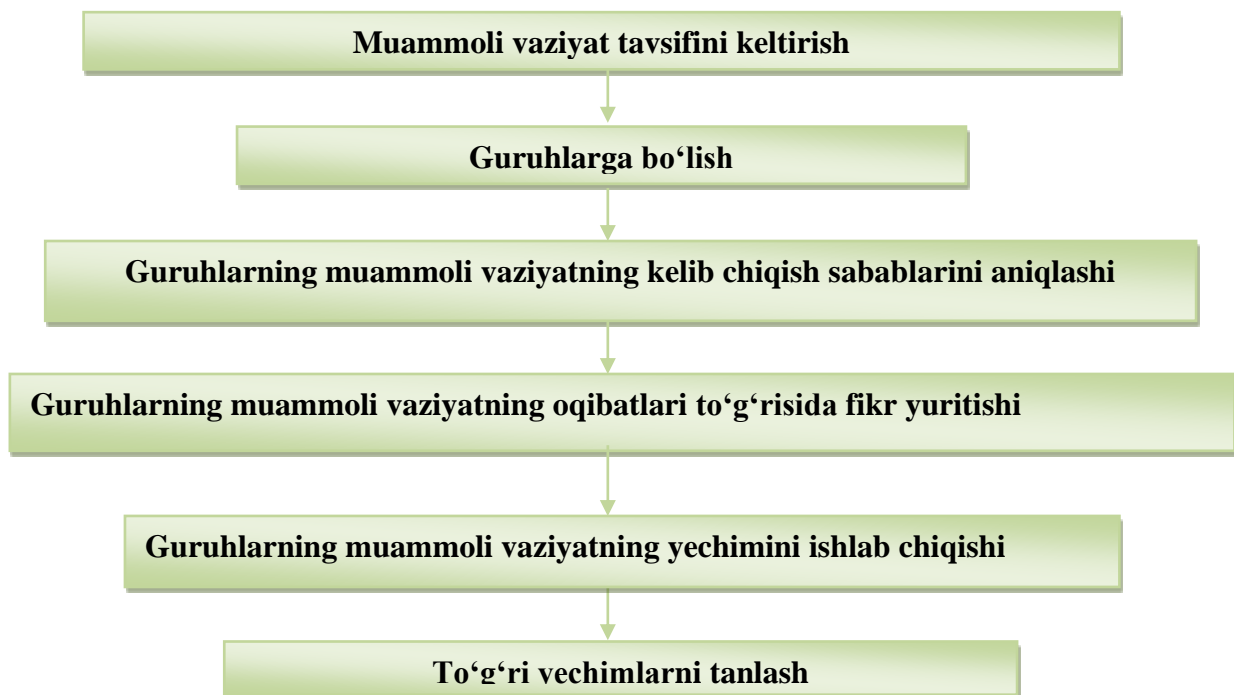 Muammoli vaziyat tavsifini keltirish
Guruhlarga bo‘lish
Guruhlarning muammoli vaziyatning kelib chiqish sabablarini aniqlashi
Guruhlarning muammoli vaziyatning oqibatlari to‘g‘risida fikr yuritishi
Guruhlarning muammoli vaziyatning yechimini ishlab chiqishi
To‘g‘ri yechimlarni tanlash